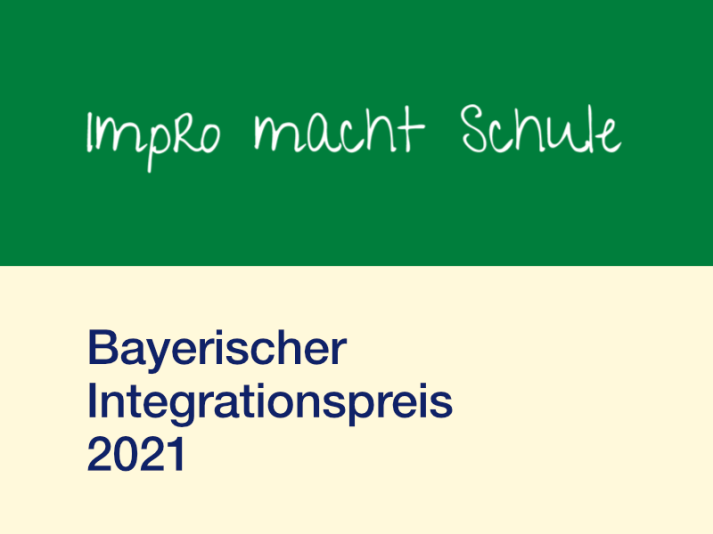 Impro macht Schule
Bayerischer
Integrationspreis
2021